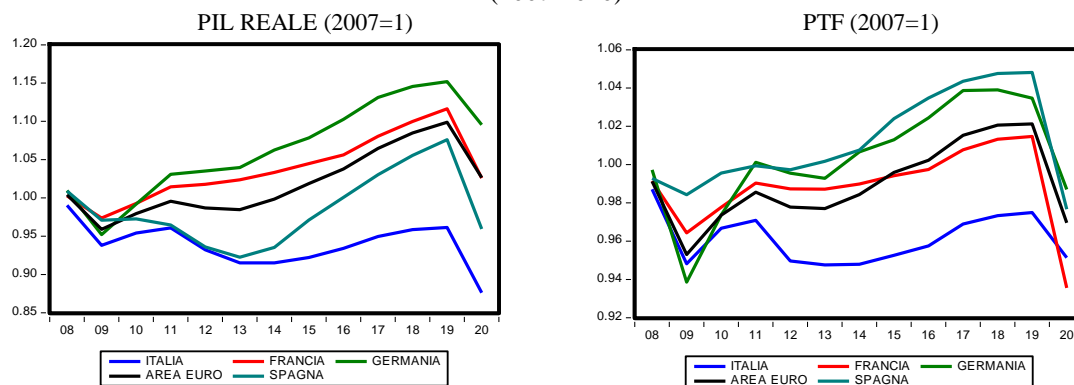 PIL REALE (2007=1)
1.20
1.15
1.10
1.05
1.00
0.95
0.90
0.85
08 09 10 11 12 13 14 15 16 17 18 19 20
ITALIA FRANCIA GERMANIA
AREA EURO SPAGNA
PTF (2007=1)
1.06
1.04
1.02
1.00
0.98
0.96
0.94
0.92
08 09 10 11 12 13 14 15 16 17 18 19 20
ITALIA FRANCIA GERMANIA
AREA EURO SPAGNA